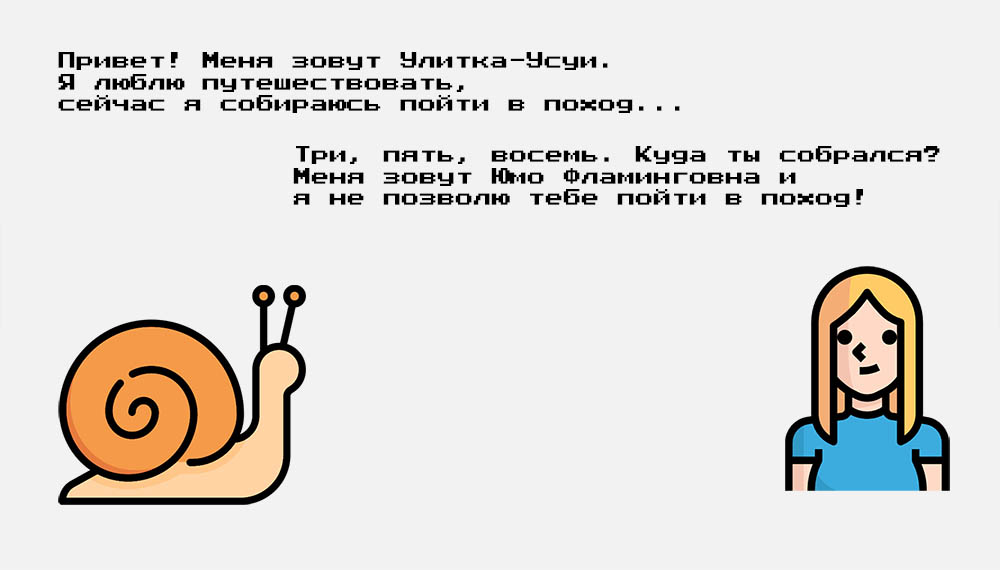 Привет! Меня зовут Улитка-Усуи.
Я люблю путешествовать,
сейчас я собираюсь пойти в поход...
Три, пять, восемь. Куда ты собрался?
Меня зовут Юмо Фламинговна и
я не позволю тебе пойти в поход!